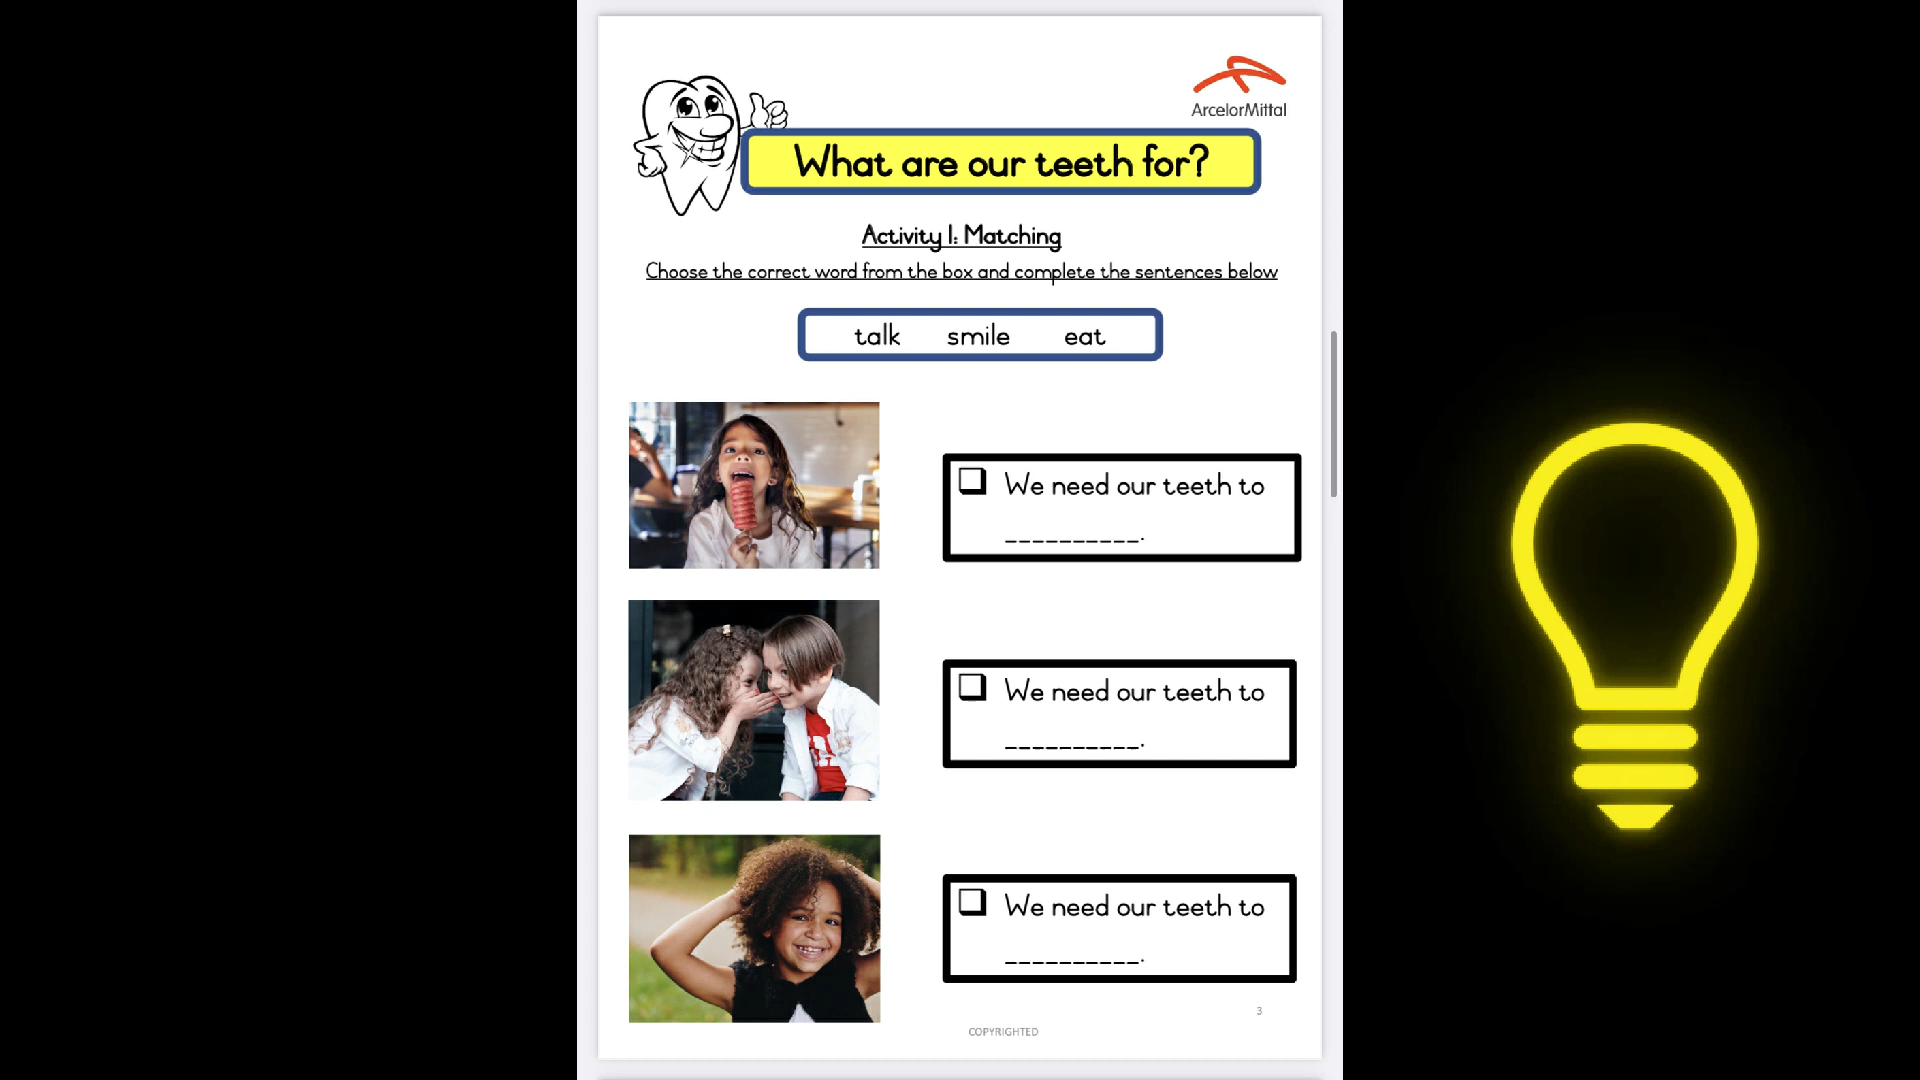 ArcelorMittal
What are our teeth for?
Activity 1: Matching
Choose the correct word from the box and complete the sentences below
talk smile eat
We need our teeth to
__________.
We need our teeth to
__________.
We need our teeth to
__________.
3
COPYRIGHTED